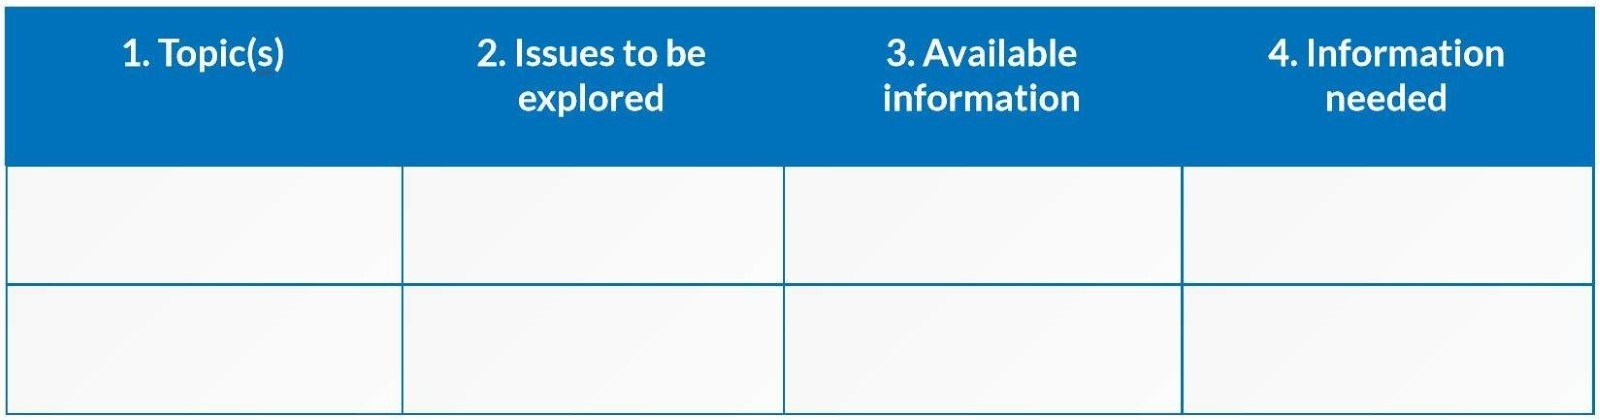 1. Topic(s)
2. Issues to be
explored
3. Available
information
4. Information
needed